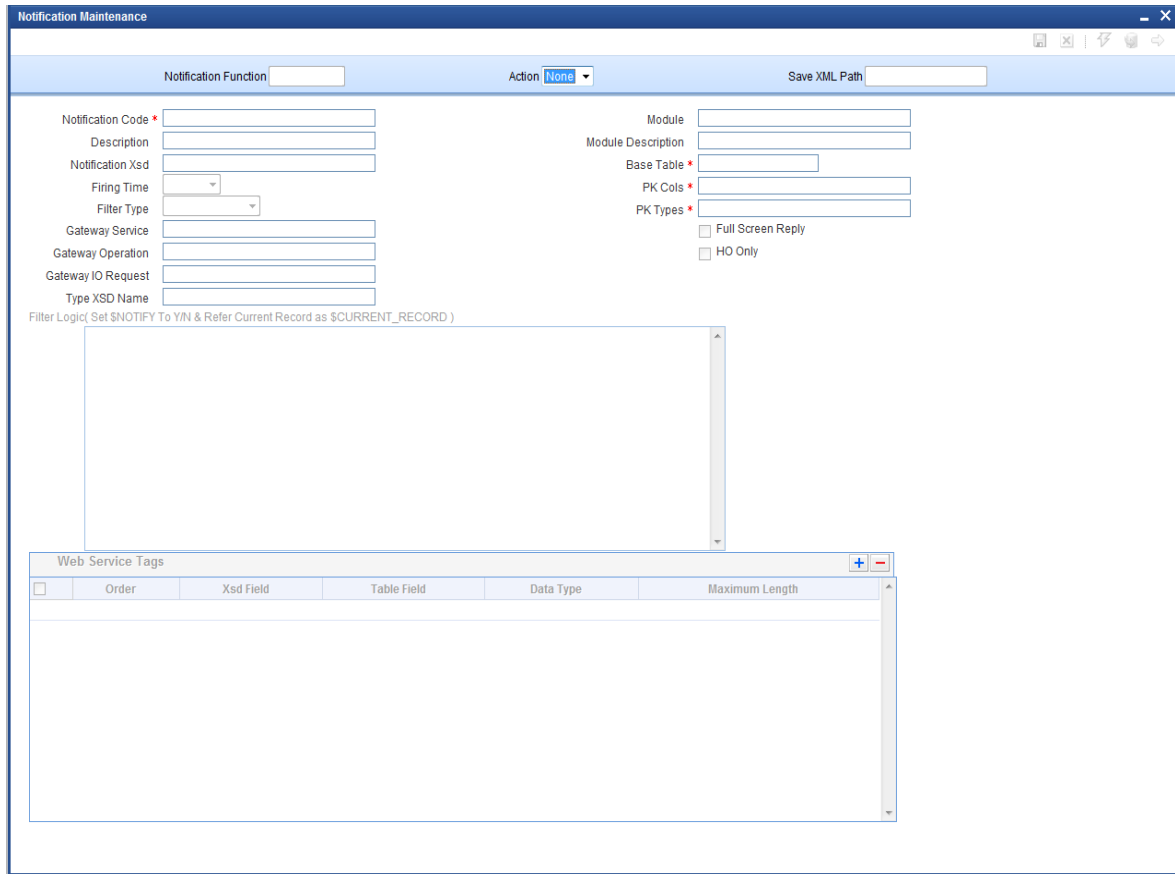 Notification Maintenance
Notification Function Action None Save XML Path
Notification Code * Module
Description Module Description
Notification Xsd Base Table *
Firing Time PK Cols *
Filter Type PK Types *
Gateway Service Full Screen Reply
Gateway Operation HO Only
Gateway IO Request
Type XSD Name
Filter Logic( Set $NOTIFY To Y/N & Refer Current Record as $CURRENT_RECORD )
Web Service Tags
Order Xsd Field Table Field Data Type Maximum Length